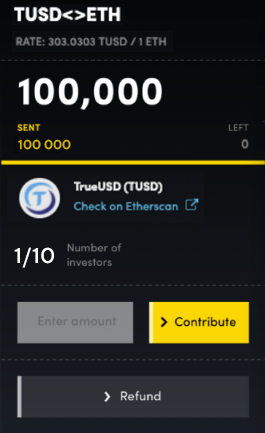 TUSD<>ETH
RATE: 303.0303 TUSD / 1 ETH
100,000
SENT LEFT
100 000 0
TrueUSD (TUSD)
Check on Etherscan
1/10 Number of
investors
Enter amount > Contribute
> Refund